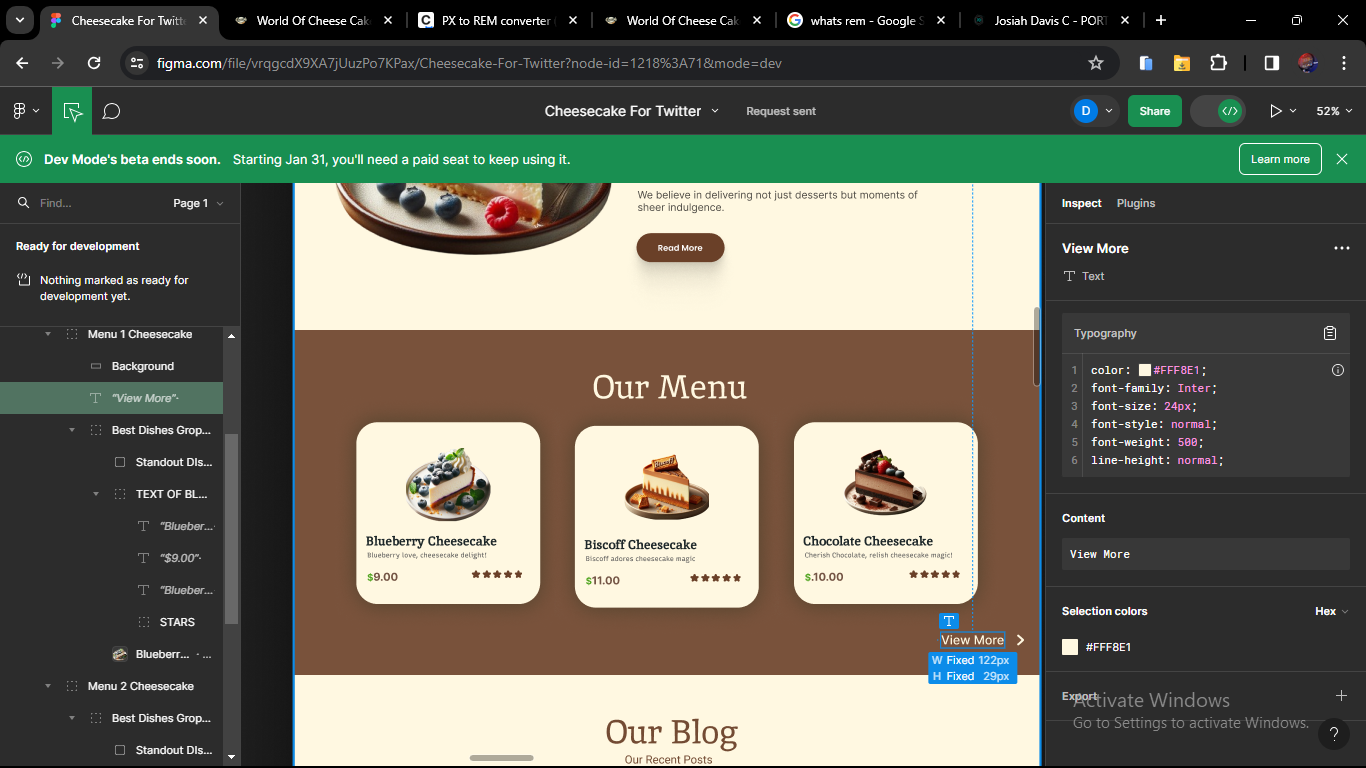 Cheesecake For Twitt
World Of Cheese Cak
PX to REM converter
World Of Cheese Cak
whats rem - Google S
Josiah Davis C - PORT
figma.com/file/vrqgcdX9XA7jUuzPo7KPax/Cheesecake-For-Twitter?node-id=1218%3A71&mode=dev
Cheesecake For Twitter
Request sent
D
Share
52%
Dev Mode's beta ends soon. Starting Jan 31, you'll need a paid seat to keep using it.
Learn more
Find...
Page 1
Ready for development
Nothing marked as ready for
development yet.
Menu 1 Cheesecake
Background
"View More"-
Best Dishes Grop...
Standout DIs...
TEXT OF BL...
"Blueber...
"$9.00"-
"Blueber...
STARS
Blueberr... - ...
Menu 2 Cheesecake
Best Dishes Grop...
Standout DIs...
We believe in delivering not just desserts but moments of
sheer indulgence.
Read More
Our Menu
Blueberry Cheesecake
Blueberry love, cheesecake delight!
$9.00
Biscoff Cheesecake
Biscoff adores cheesecake magic
$11.00
Chocolate Cheesecake
Cherish Chocolate, relish cheesecake magic!
$.10.00
T
View More
W Fixed 122px
H Fixed 29px
Our Blog
Our Recent Posts
Inspect
Plugins
View More
Text
Typography
1 color: #FFF8E1;
2 font-family: Inter;
3 font-size: 24px;
4 font-style: normal;
5 font-weight: 500;
6 line-height: normal;
Content
View More
Selection colors
Hex
#FFF8E1
Export
Activate Windows
Go to Settings to activate Windows.
?